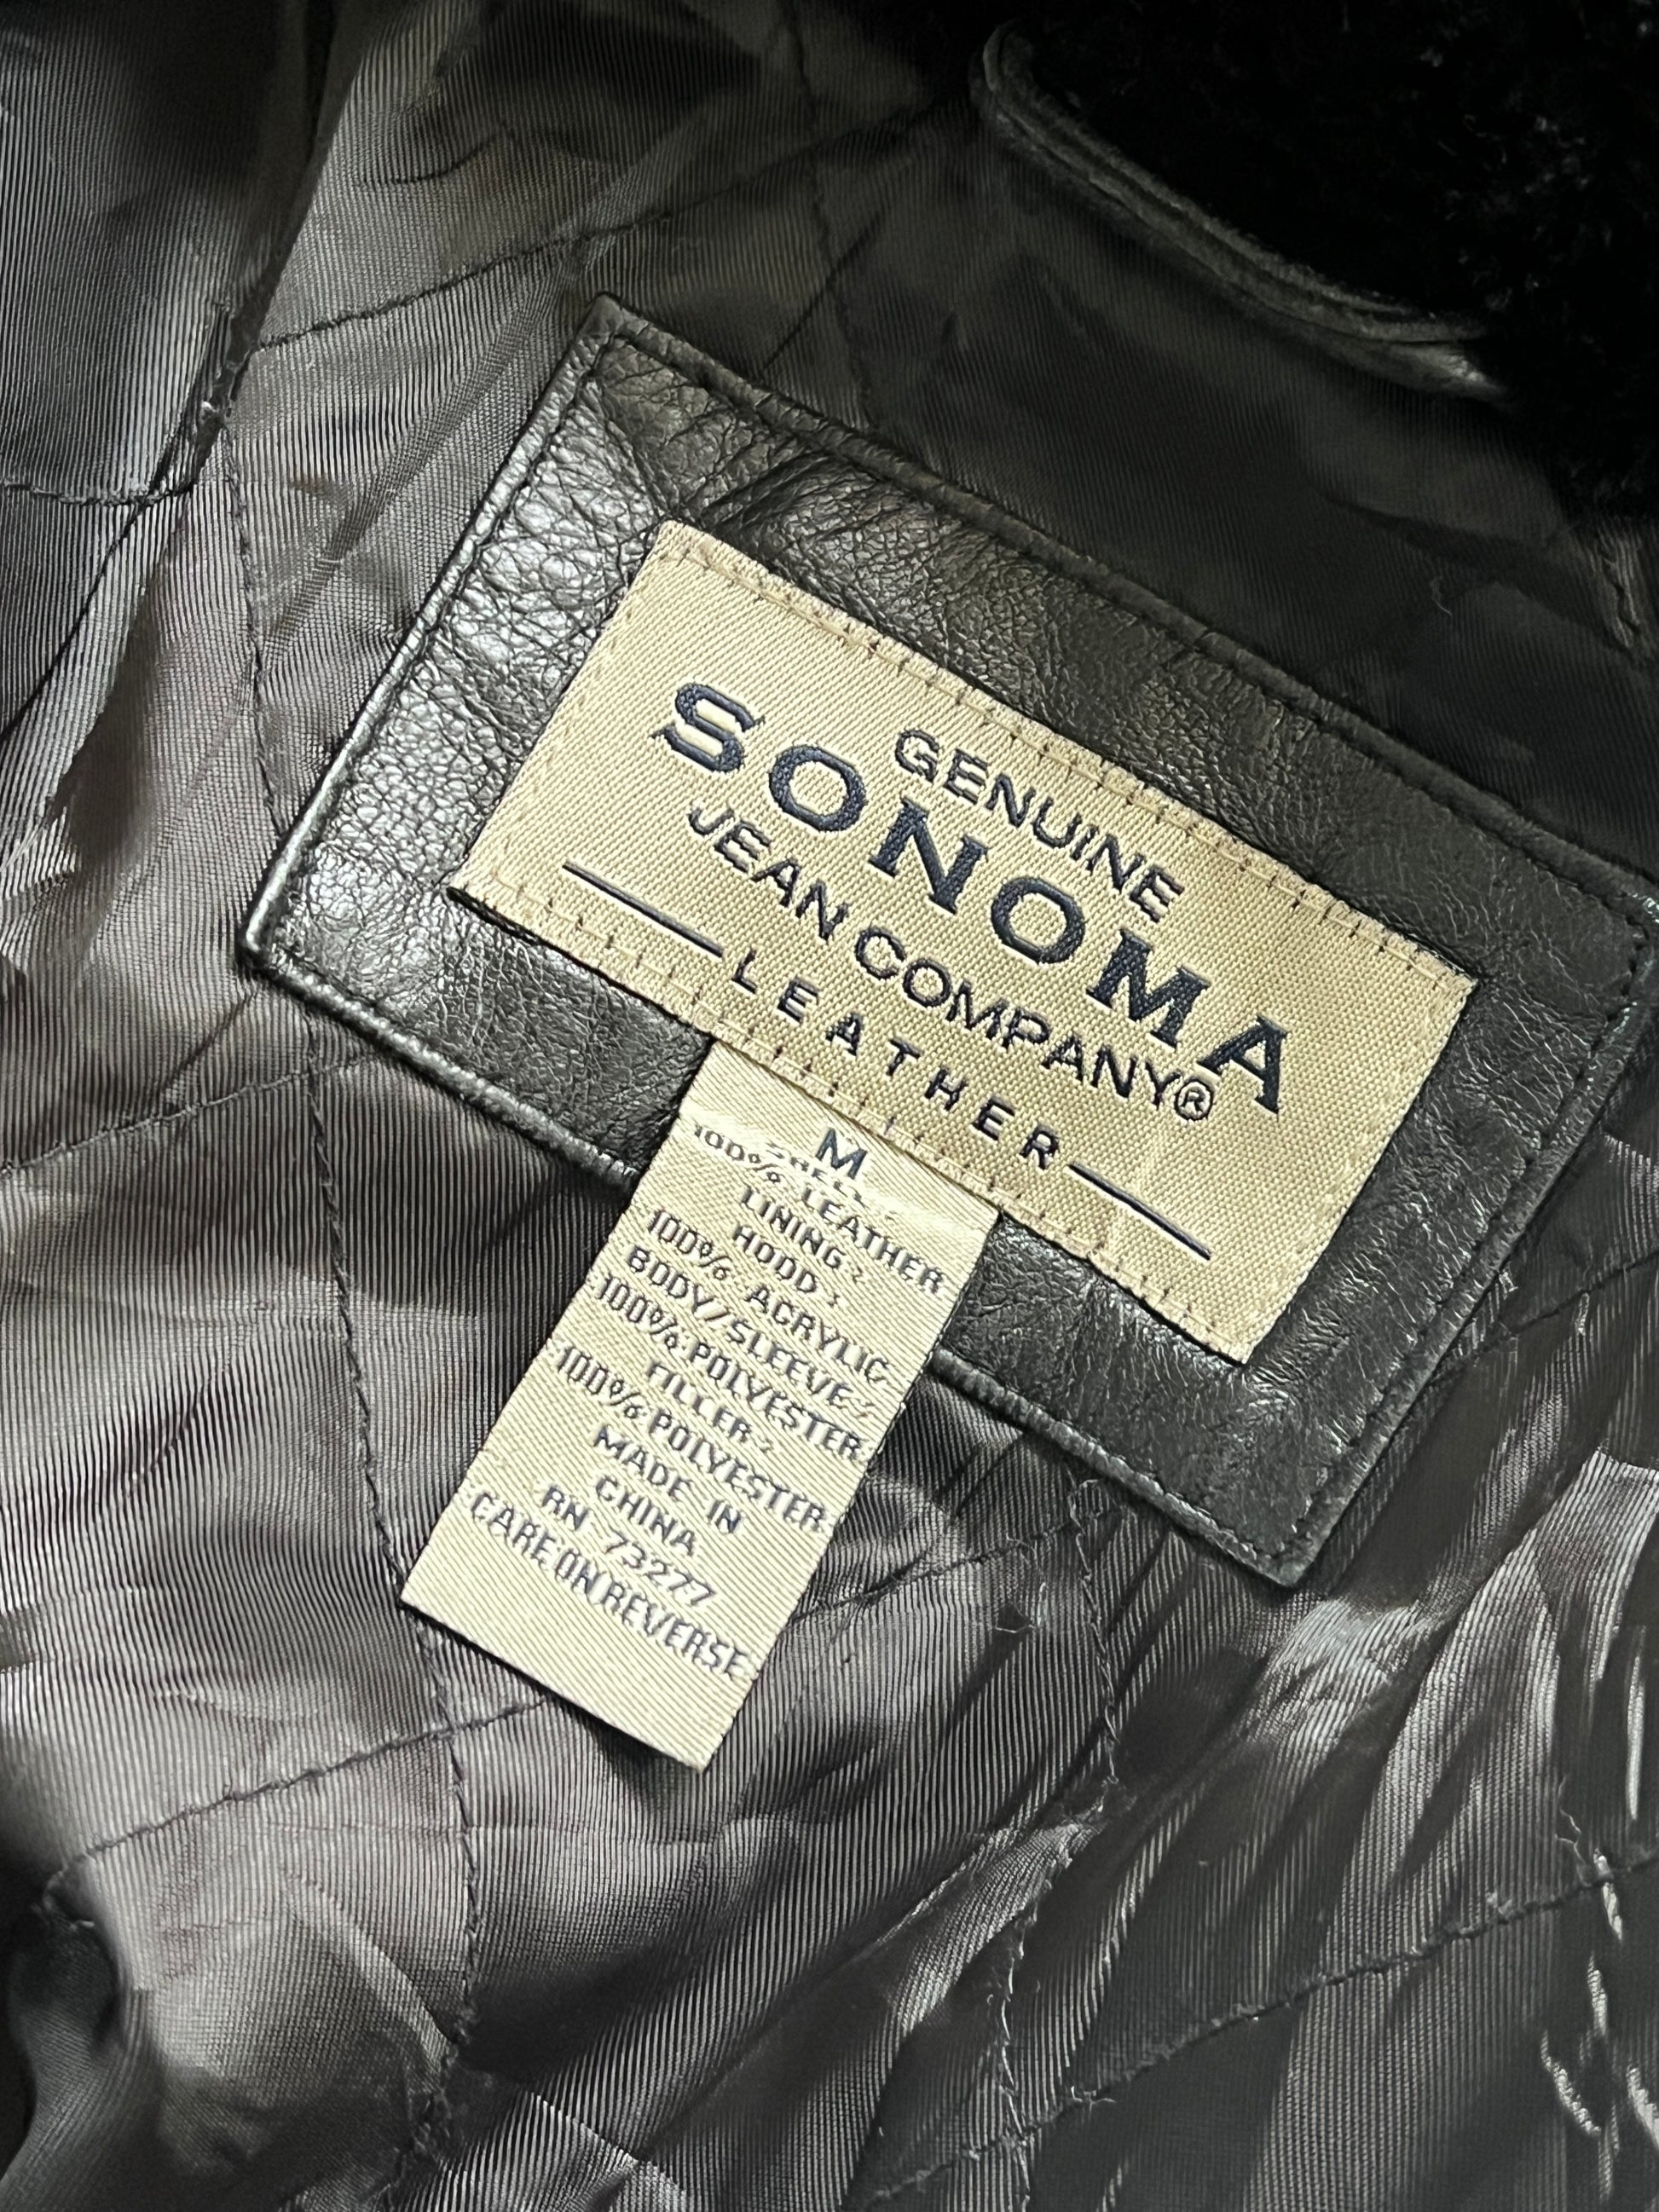 GENUINE
SONOMA
JEAN COMPANY®
LEATHER
M
SHELL:
100% LEATHER
LINING:
HOOD:
100% ACRYLIC
BODY/SLEEVE:
100% POLYESTER
FILLER:
100% POLYESTER
MADE IN
CHINA
RN 73277
CARE ON REVERSE